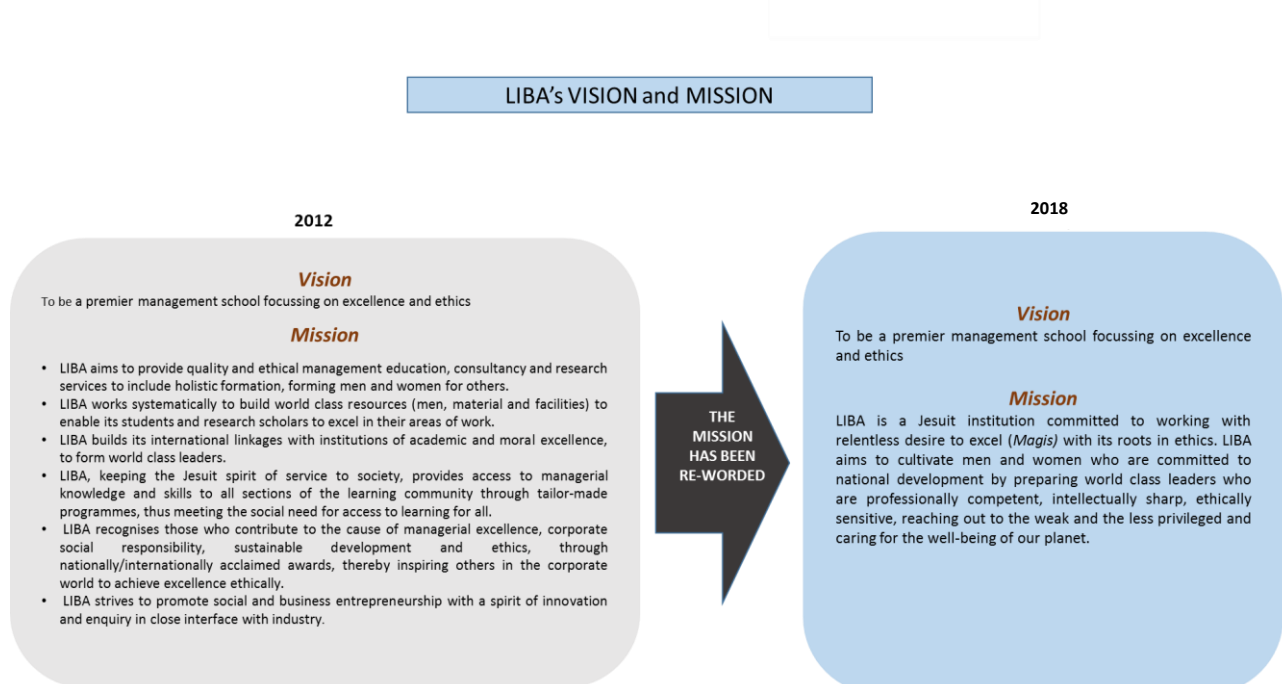 LIBA's VISION and MISSION
2012
Vision
To be a premier management school focussing on excellence and ethics
Mission
• LIBA aims to provide quality and ethical management education, consultancy and research
services to include holistic formation, forming men and women for others.
• LIBA works systematically to build world class resources (men, material and facilities) to
enable its students and research scholars to excel in their areas of work.
• LIBA builds its international linkages with institutions of academic and moral excellence,
to form world class leaders.
• LIBA, keeping the Jesuit spirit of service to society, provides access to managerial
knowledge and skills to all sections of the learning community through tailor-made
programmes, thus meeting the social need for access to learning for all.
• LIBA recognises those who contribute to the cause of managerial excellence, corporate
social responsibility, sustainable development and ethics, through
nationally/internationally acclaimed awards, thereby inspiring others in the corporate
world to achieve excellence ethically.
• LIBA strives to promote social and business entrepreneurship with a spirit of innovation
and enquiry in close interface with industry.
THE
MISSION
HAS BEEN
RE-WORDED
2018
Vision
To be a premier management school focussing on excellence
and ethics
Mission
LIBA is a Jesuit institution committed to working with
relentless desire to excel (Magis) with its roots in ethics. LIBA
aims to cultivate men and women who are committed to
national development by preparing world class leaders who
are professionally competent, intellectually sharp, ethically
sensitive, reaching out to the weak and the less privileged and
caring for the well-being of our planet.